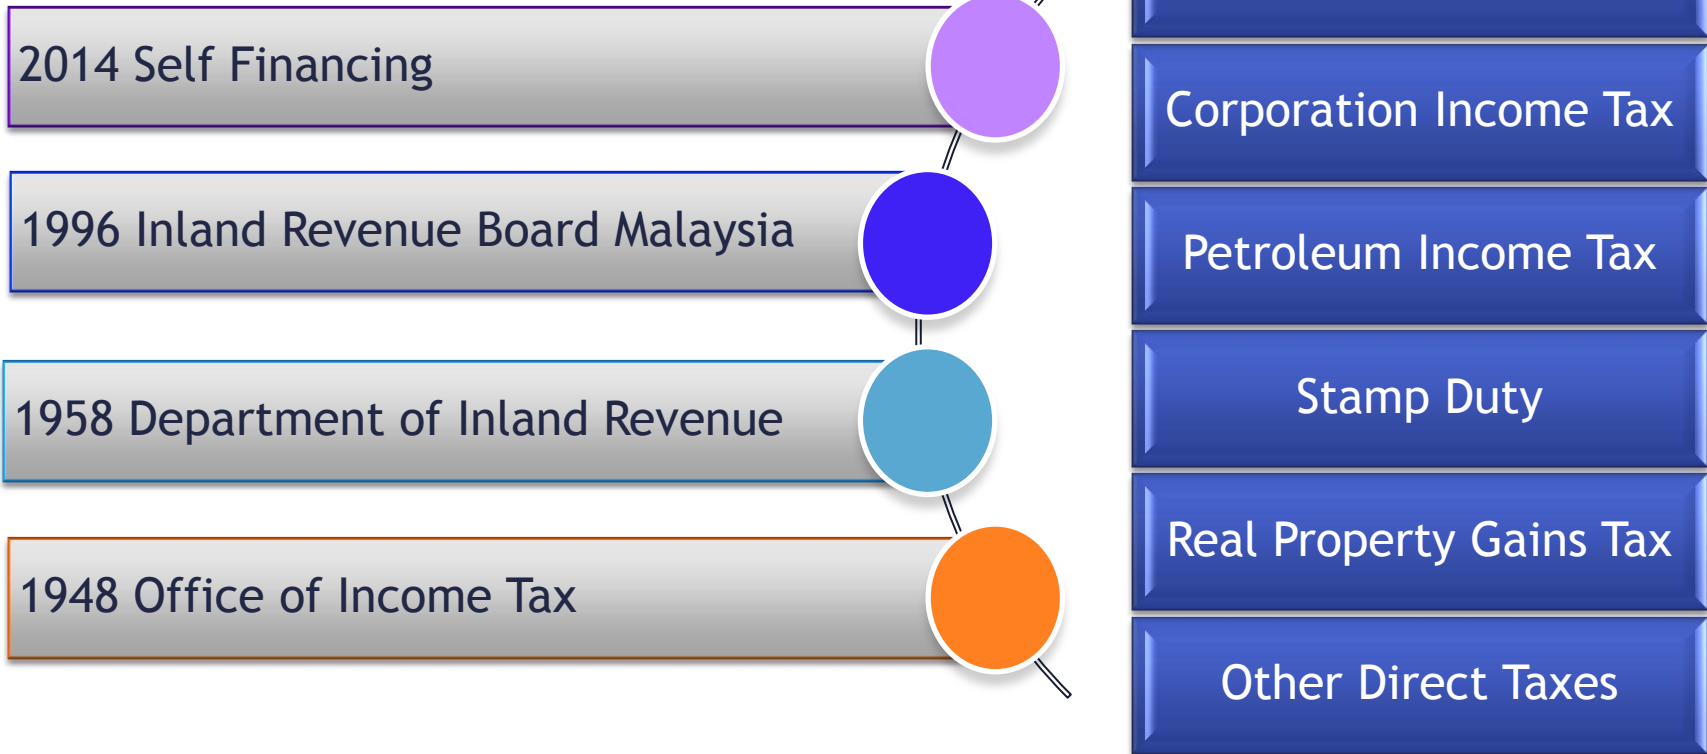 2014 Self Financing
1996 Inland Revenue Board Malaysia
1958 Department of Inland Revenue
1948 Office of Income Tax
Corporation Income Tax
Petroleum Income Tax
Stamp Duty
Real Property Gains Tax
Other Direct Taxes